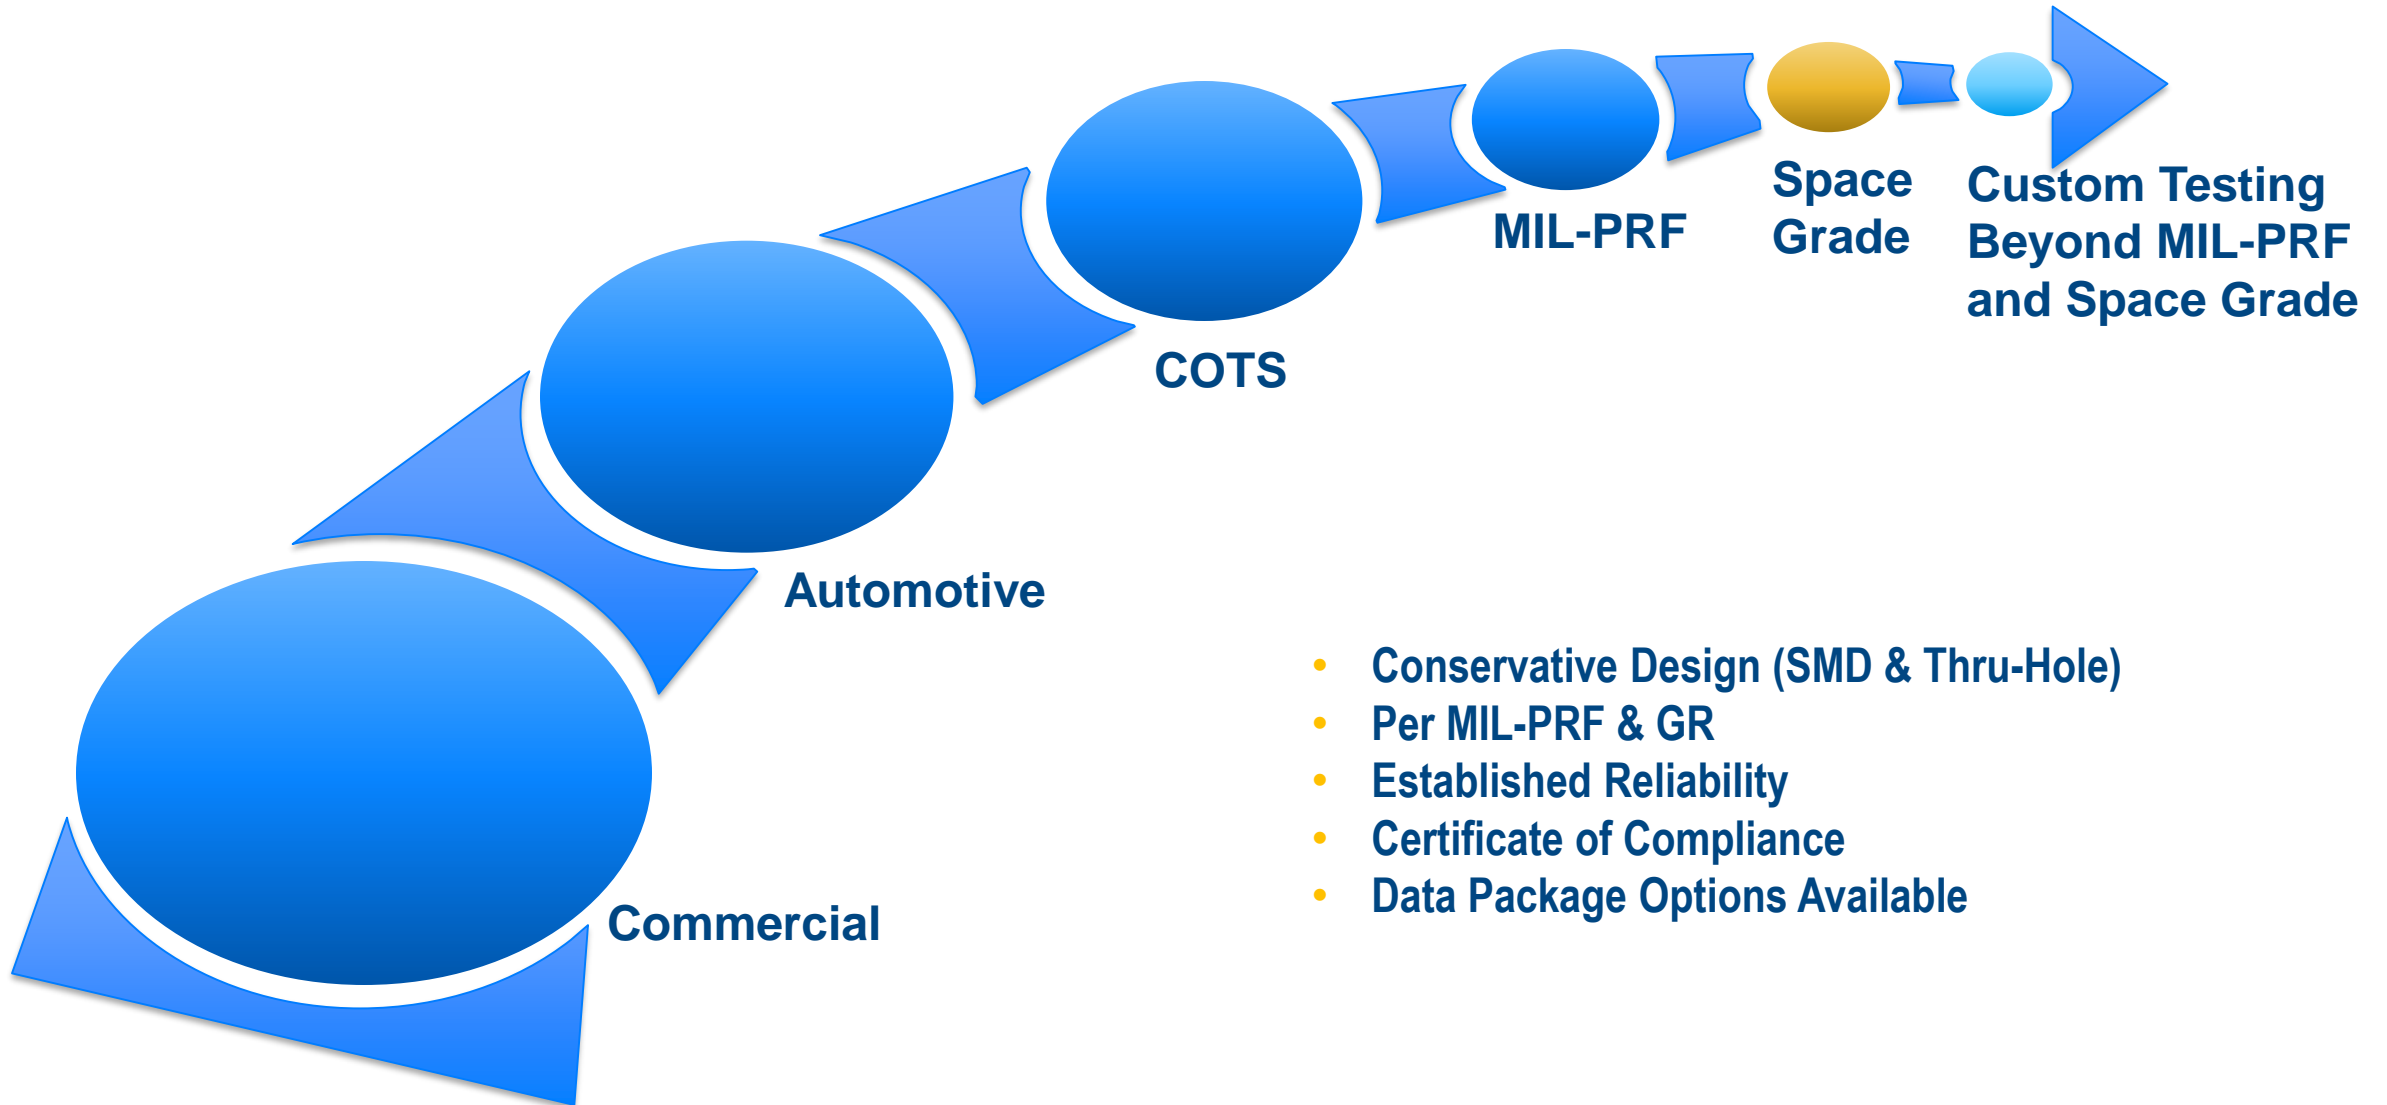 Space
Grade
Custom Testing
Beyond MIL-PRF
and Space Grade
MIL-PRF
COTS
Automotive
Commercial
• Conservative Design (SMD & Thru-Hole)
• Per MIL-PRF & GR
• Established Reliability
• Certificate of Compliance
• Data Package Options Available